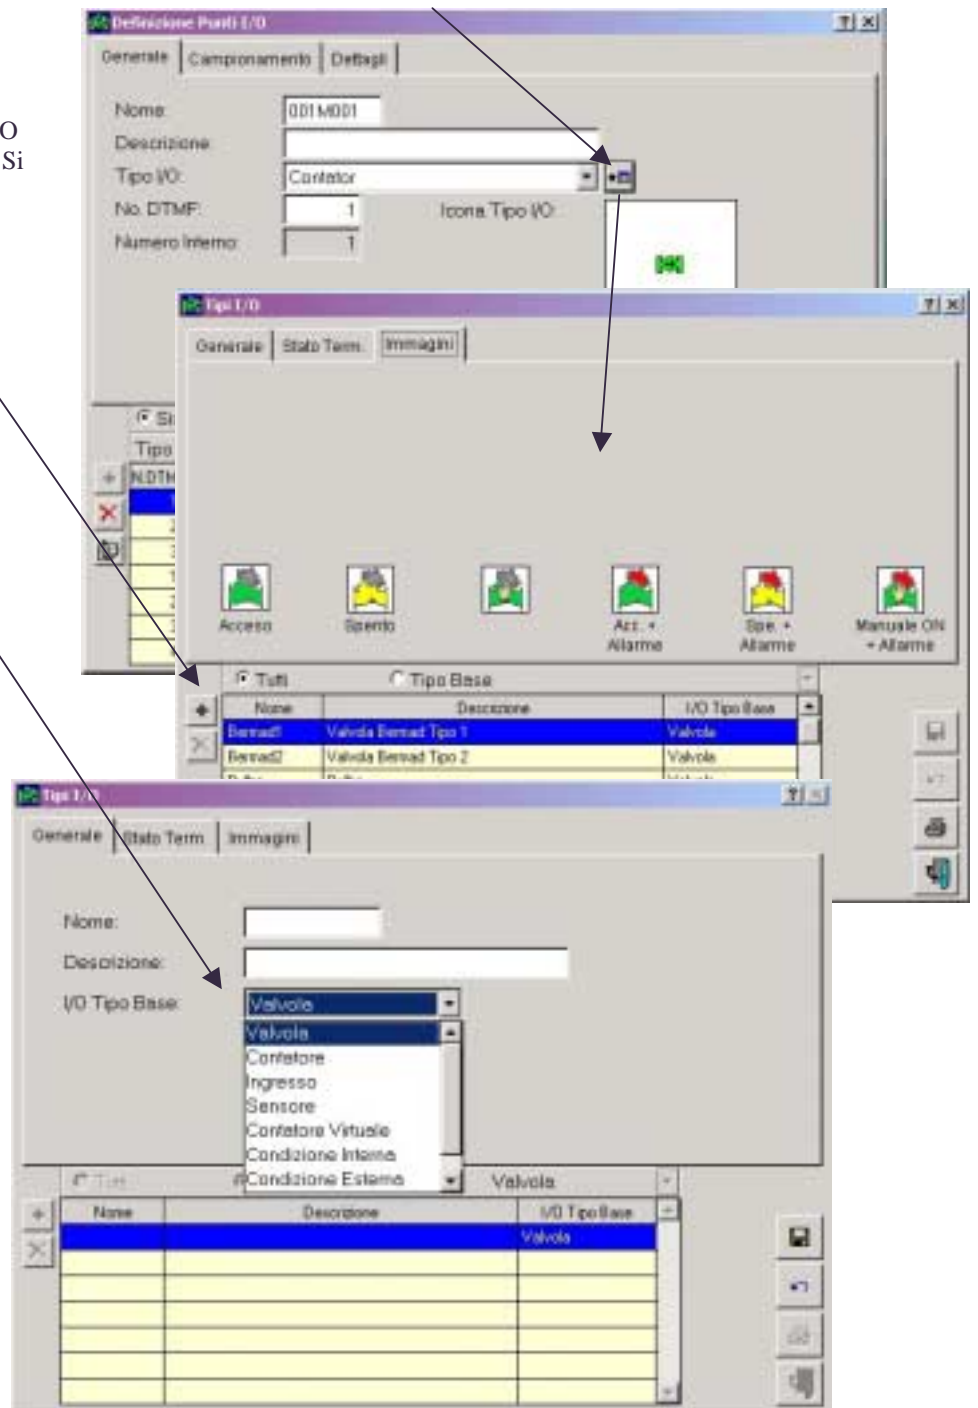 Definizione Punti I/O
Generale Campionamento Dettagli
Nome: 001M001
O
Descrizione:
Si
Tipo I/O: Contator
No. DTMF: 1 Icona Tipo I/O:
Numero Interno: 1
Tipi I/O
Generale Stato Term. Immagini
Tipo
Acceso Spento Acc. + Allarme Spe. + Allarme Manuale ON + Allarme
Tutti Tipo Base
Nome Descrizione I/O Tipo Base
Bermad1 Valvola Bermad Tipo 1 Valvola
Bermad2 Valvola Bermad Tipo 2 Valvola
Tipi I/O
Generale Stato Term. Immagini
Nome:
Descrizione:
I/O Tipo Base: Valvola
Valvola
Contatore
Ingresso
Sensore
Contatore Virtuale
Condizione Interna
Condizione Esterna
Tutti Valvola
Nome Descrizione I/O Tipo Base
Valvola